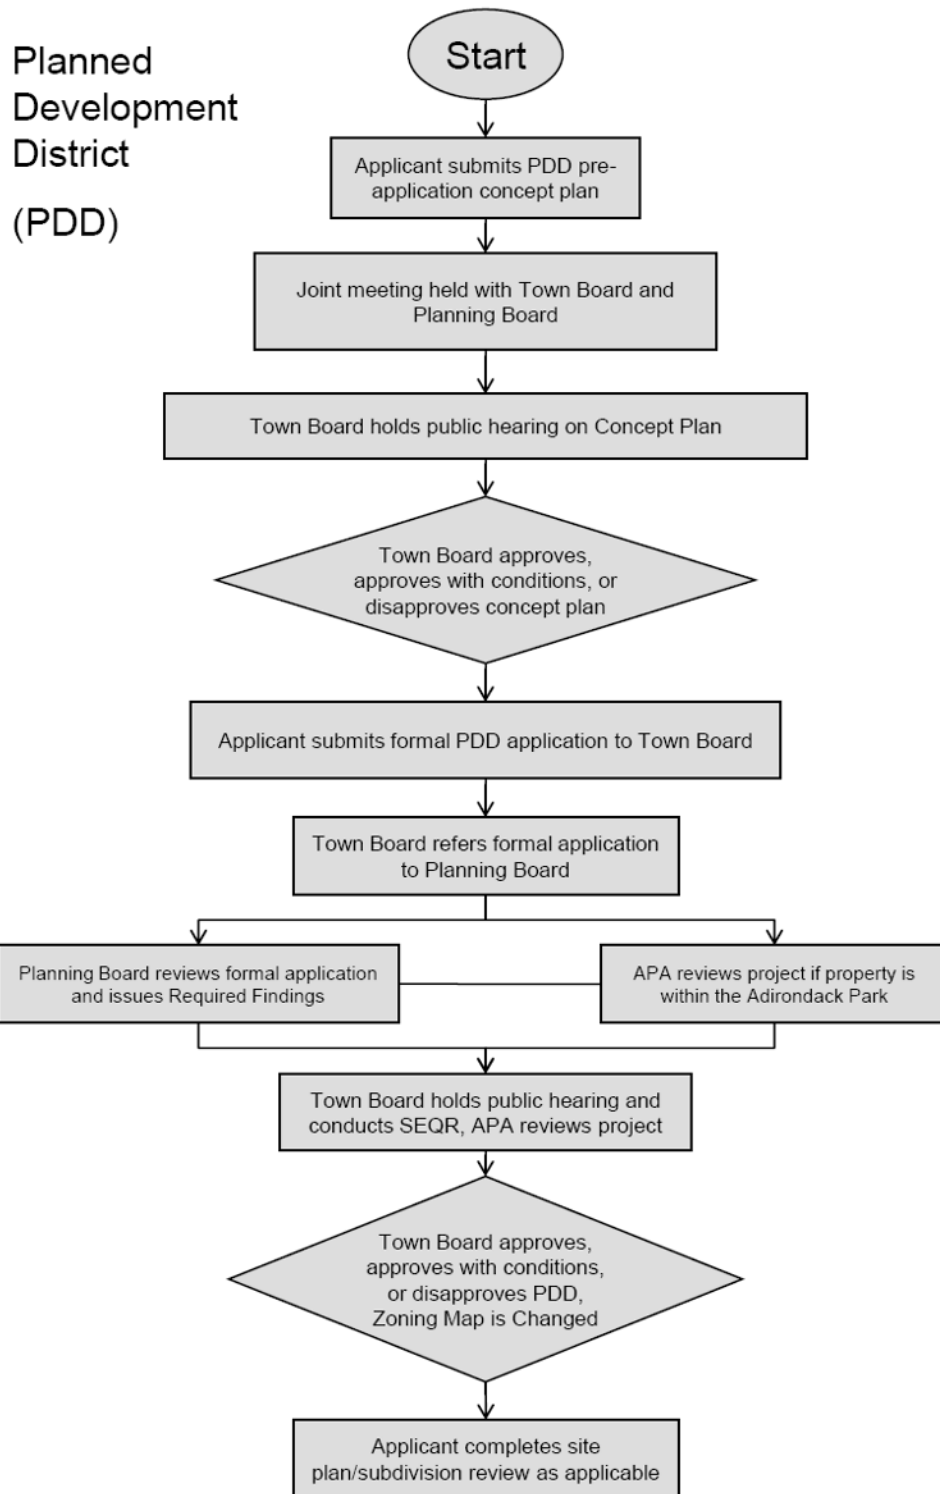 Planned
Development
District
(PDD)
Start
Applicant submits PDD pre-
application concept plan
Joint meeting held with Town Board and
Planning Board
Town Board holds public hearing on Concept Plan
Town Board approves,
approves with conditions, or
disapproves concept plan
Applicant submits formal PDD application to Town Board
Town Board refers formal application
to Planning Board
Planning Board reviews formal application
and issues Required Findings
APA reviews project if property is
within the Adirondack Park
Town Board holds public hearing and
conducts SEQR, APA reviews project
Town Board approves,
approves with conditions,
or disapproves PDD,
Zoning Map is Changed
Applicant completes site
plan/subdivision review as applicable